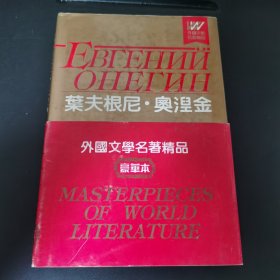 ЕВГЕНИЙ
ОНЕГИН
葉夫根尼·奧涅金
外國文學名著精品
豪華本
MASTERPIECES
OF WORLD
LITERATURE